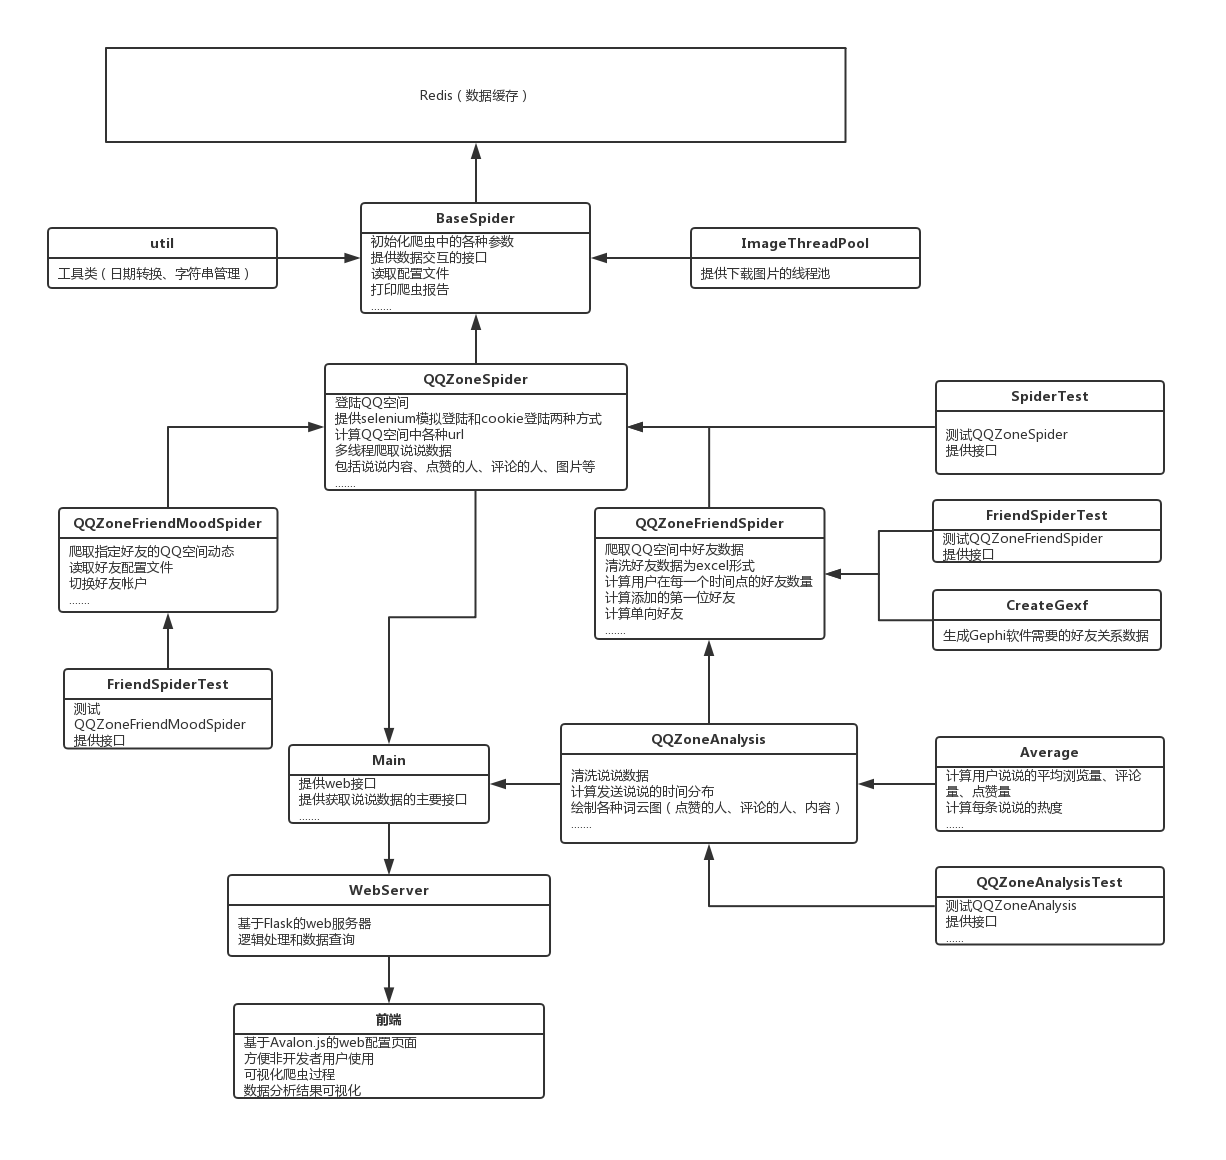 Redis（数据缓存）
BaseSpider
初始化爬虫中的各种参数
提供数据交互的接口
读取配置文件
打印爬虫报告
.......
util
工具类（日期转换、字符串管理）
ImageThreadPool
提供下载图片的线程池
QQZoneSpider
登陆QQ空间
提供selenium模拟登陆和cookie登陆两种方式
计算QQ空间中各种url
多线程爬取说说数据
包括说说内容、点赞的人、评论的人、图片等
.......
SpiderTest
测试QQZoneSpider
提供接口
QQZoneFriendMoodSpider
爬取指定好友的QQ空间动态
读取好友配置文件
切换好友帐户
.......
QQZoneFriendSpider
爬取QQ空间中好友数据
清洗好友数据为excel形式
计算用户在每一个时间点的好友数量
计算添加的第一位好友
计算单向好友
.......
FriendSpiderTest
测试QQZoneFriendSpider
提供接口
CreateGexf
生成Gephi软件需要的好友关系数据
FriendSpiderTest
测试
QQZoneFriendMoodSpider
提供接口
Main
提供web接口
提供获取说说数据的主要接口
.......
QQZoneAnalysis
清洗说说数据
计算发送说说的时间分布
绘制各种词云图（点赞的人、评论的人、内容）
.......
Average
计算用户说说的平均浏览量、评论
量、点赞量
计算每条说说的热度
......
WebServer
基于Flask的web服务器
逻辑处理和数据查询
QQZoneAnalysisTest
测试QQZoneAnalysis
提供接口
......
前端
基于Avalon.js的web配置页面
方便非开发者用户使用
可视化爬虫过程
数据分析结果可视化